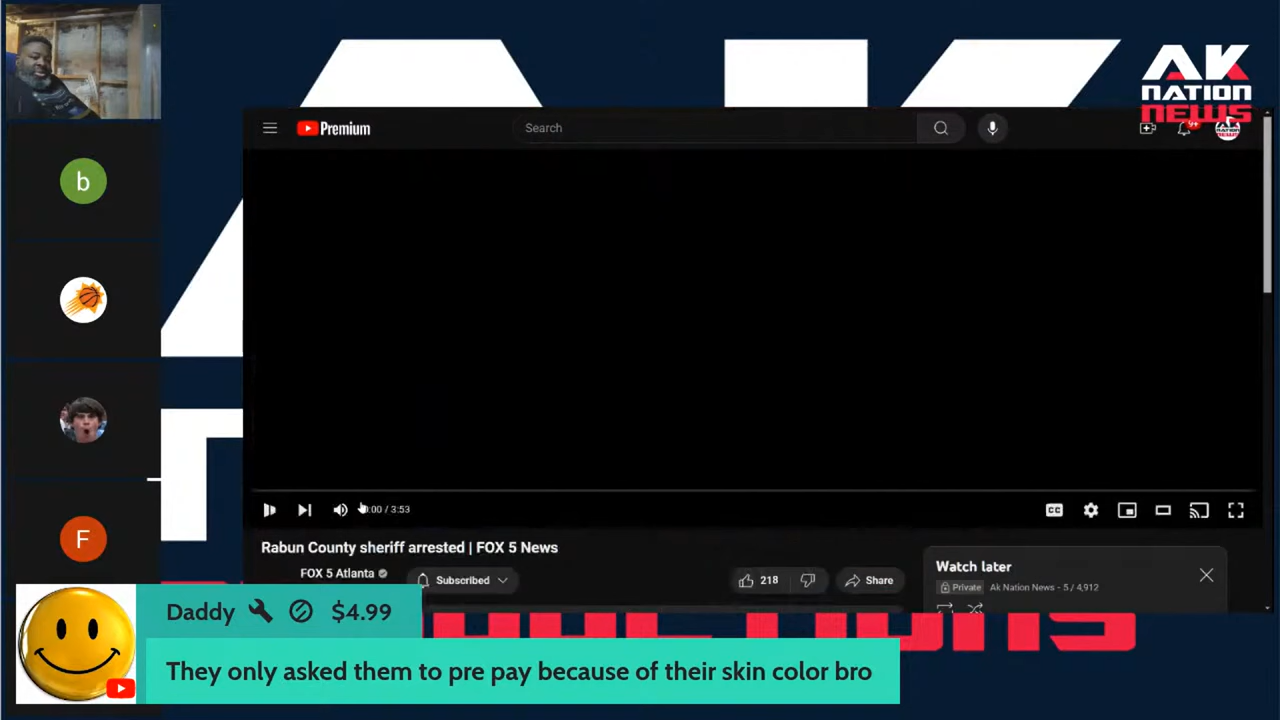 AK
NATION
NEWS
Premium
Search
9+
b
0:00 / 3:53
CC
Rabun County sheriff arrested | FOX 5 News
FOX 5 Atlanta
Subscribed
218
Share
Watch later
Private
Ak Nation News - 5 / 4,912
F
Daddy $4.99
They only asked them to pre pay because of their skin color bro